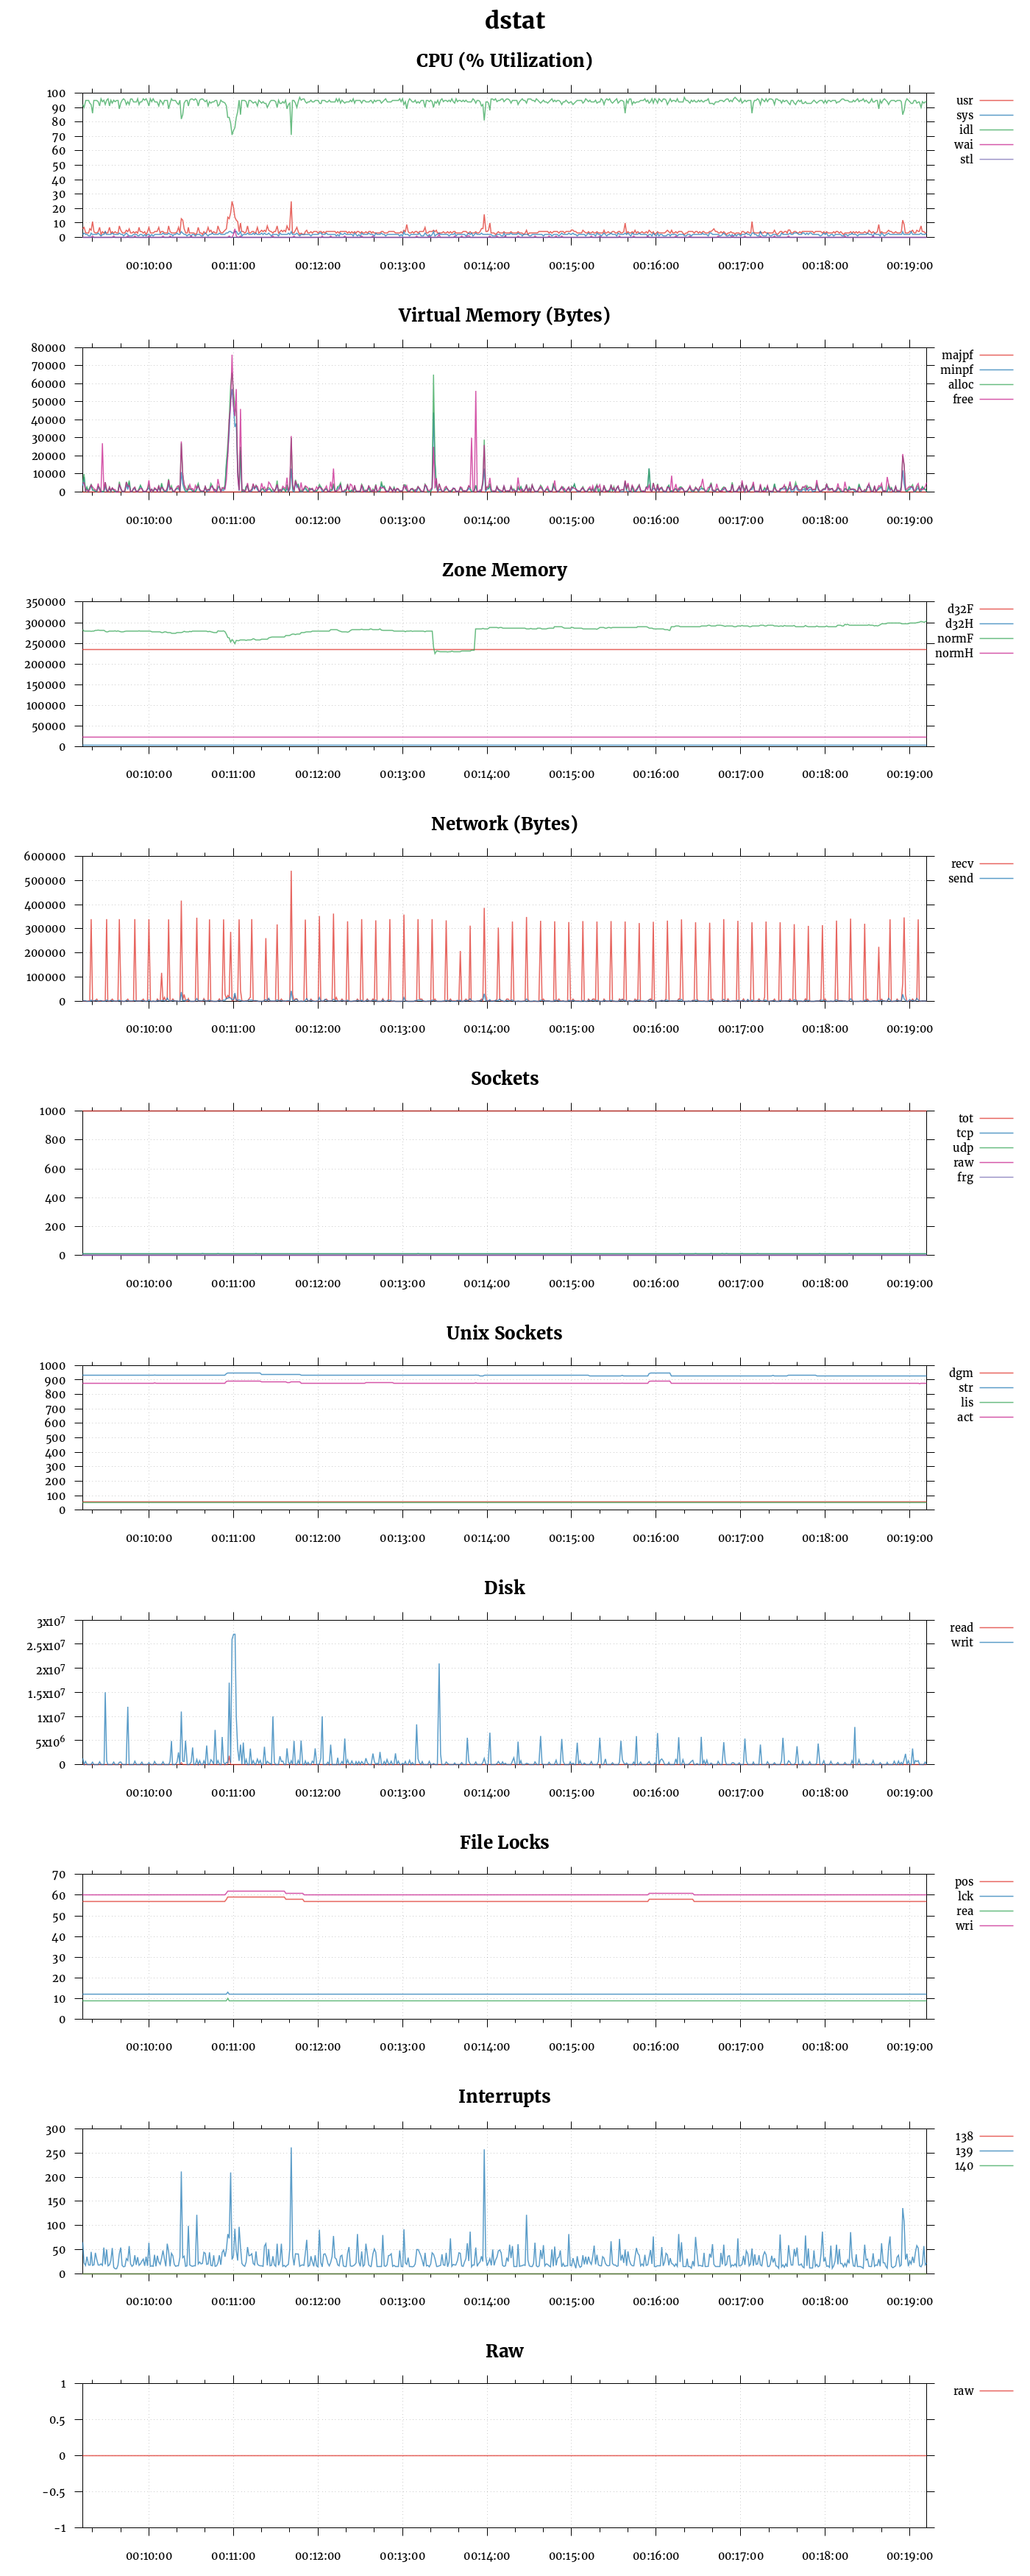 dstat
CPU (% Utilization)
100
90
80
70
60
50
40
30
20
10
0
00:10:00 00:11:00 00:12:00 00:13:00 00:14:00 00:15:00 00:16:00 00:17:00 00:18:00 00:19:00
usr
sys
idl
wai
stl
Virtual Memory (Bytes)
80000
70000
60000
50000
40000
30000
20000
10000
0
00:10:00 00:11:00 00:12:00 00:13:00 00:14:00 00:15:00 00:16:00 00:17:00 00:18:00 00:19:00
majpf
minpf
alloc
free
Zone Memory
350000
300000
250000
200000
150000
100000
50000
0
00:10:00 00:11:00 00:12:00 00:13:00 00:14:00 00:15:00 00:16:00 00:17:00 00:18:00 00:19:00
d32F
d32H
normF
normH
Network (Bytes)
600000
500000
400000
300000
200000
100000
0
00:10:00 00:11:00 00:12:00 00:13:00 00:14:00 00:15:00 00:16:00 00:17:00 00:18:00 00:19:00
recv
send
Sockets
1000
800
600
400
200
0
00:10:00 00:11:00 00:12:00 00:13:00 00:14:00 00:15:00 00:16:00 00:17:00 00:18:00 00:19:00
tot
tcp
udp
raw
frg
Unix Sockets
1000
900
800
700
600
500
400
300
200
100
0
00:10:00 00:11:00 00:12:00 00:13:00 00:14:00 00:15:00 00:16:00 00:17:00 00:18:00 00:19:00
dgm
str
lis
act
Disk
3x10⁷
2.5x10⁷
2x10⁷
1.5x10⁷
1x10⁷
5x10⁶
0
00:10:00 00:11:00 00:12:00 00:13:00 00:14:00 00:15:00 00:16:00 00:17:00 00:18:00 00:19:00
read
writ
File Locks
70
60
50
40
30
20
10
0
00:10:00 00:11:00 00:12:00 00:13:00 00:14:00 00:15:00 00:16:00 00:17:00 00:18:00 00:19:00
pos
lck
rea
wri
Interrupts
300
250
200
150
100
50
0
00:10:00 00:11:00 00:12:00 00:13:00 00:14:00 00:15:00 00:16:00 00:17:00 00:18:00 00:19:00
138
139
140
Raw
1
0.5
0
-0.5
-1
00:10:00 00:11:00 00:12:00 00:13:00 00:14:00 00:15:00 00:16:00 00:17:00 00:18:00 00:19:00
raw